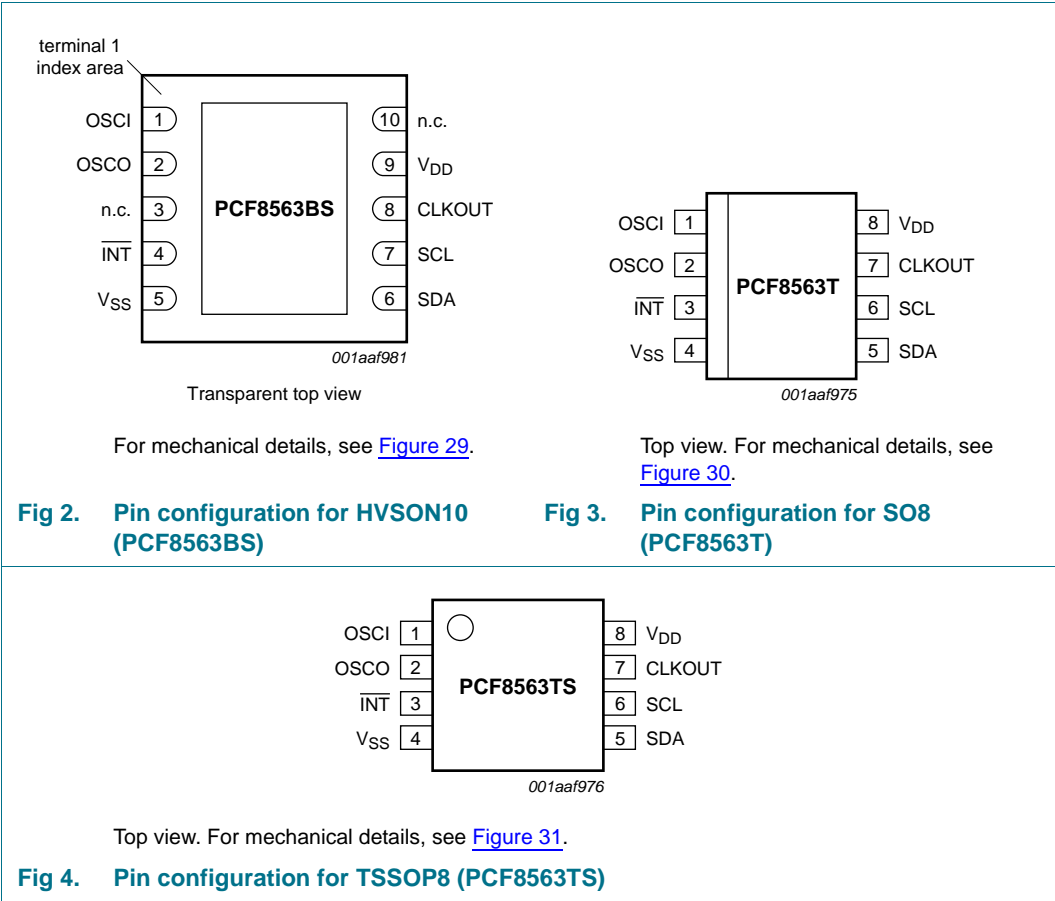 terminal 1
index area
OSCI 1
OSCO 2
n.c. 3
INT 4
VSS 5
PCF8563BS
10 n.c.
9 VDD
8 CLKOUT
7 SCL
6 SDA
001aaf981
Transparent top view
For mechanical details, see Figure 29.
Fig 2. Pin configuration for HVSON10
(PCF8563BS)
OSCI 1
OSCO 2
INT 3
VSS 4
PCF8563T
8 VDD
7 CLKOUT
6 SCL
5 SDA
001aaf975
Top view. For mechanical details, see
Figure 30.
Fig 3. Pin configuration for SO8
(PCF8563T)
OSCI 1
OSCO 2
INT 3
VSS 4
PCF8563TS
8 VDD
7 CLKOUT
6 SCL
5 SDA
001aaf976
Top view. For mechanical details, see Figure 31.
Fig 4. Pin configuration for TSSOP8 (PCF8563TS)